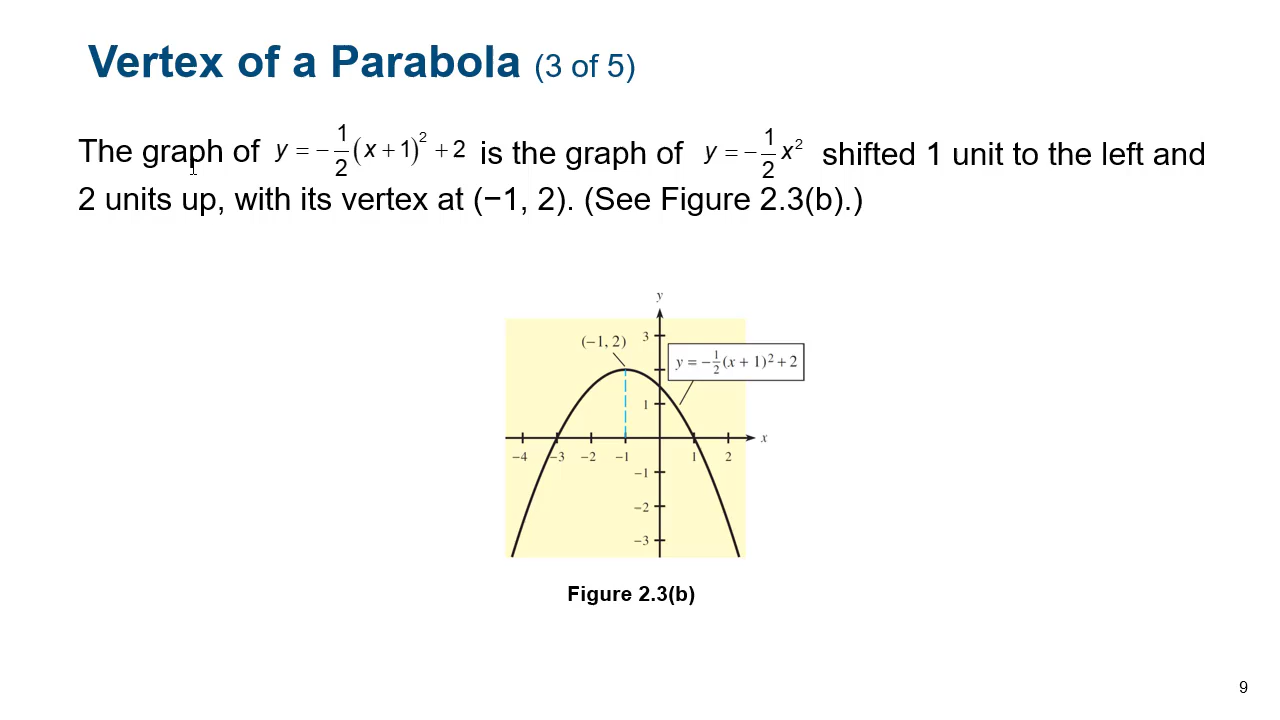 Vertex of a Parabola (3 of 5)
The graph of y = −1/2(x + 1)² + 2 is the graph of y = −1/2x² shifted 1 unit to the left and
2 units up, with its vertex at (−1, 2). (See Figure 2.3(b).)
y
(−1, 2)
3
y = −1/2(x + 1)² + 2
1
x
−4 −3 −2 −1 1 2
−1
−2
−3
Figure 2.3(b)
9